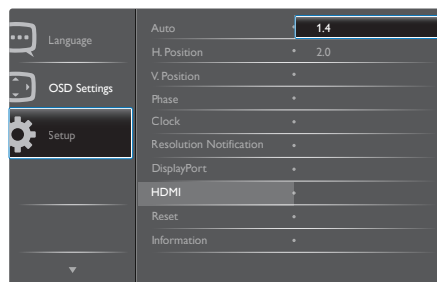 Language
OSD Settings
Setup
Auto
H. Position
V. Position
Phase
Clock
Resolution Notification
DisplayPort
HDMI
Reset
Information
1.4
2.0